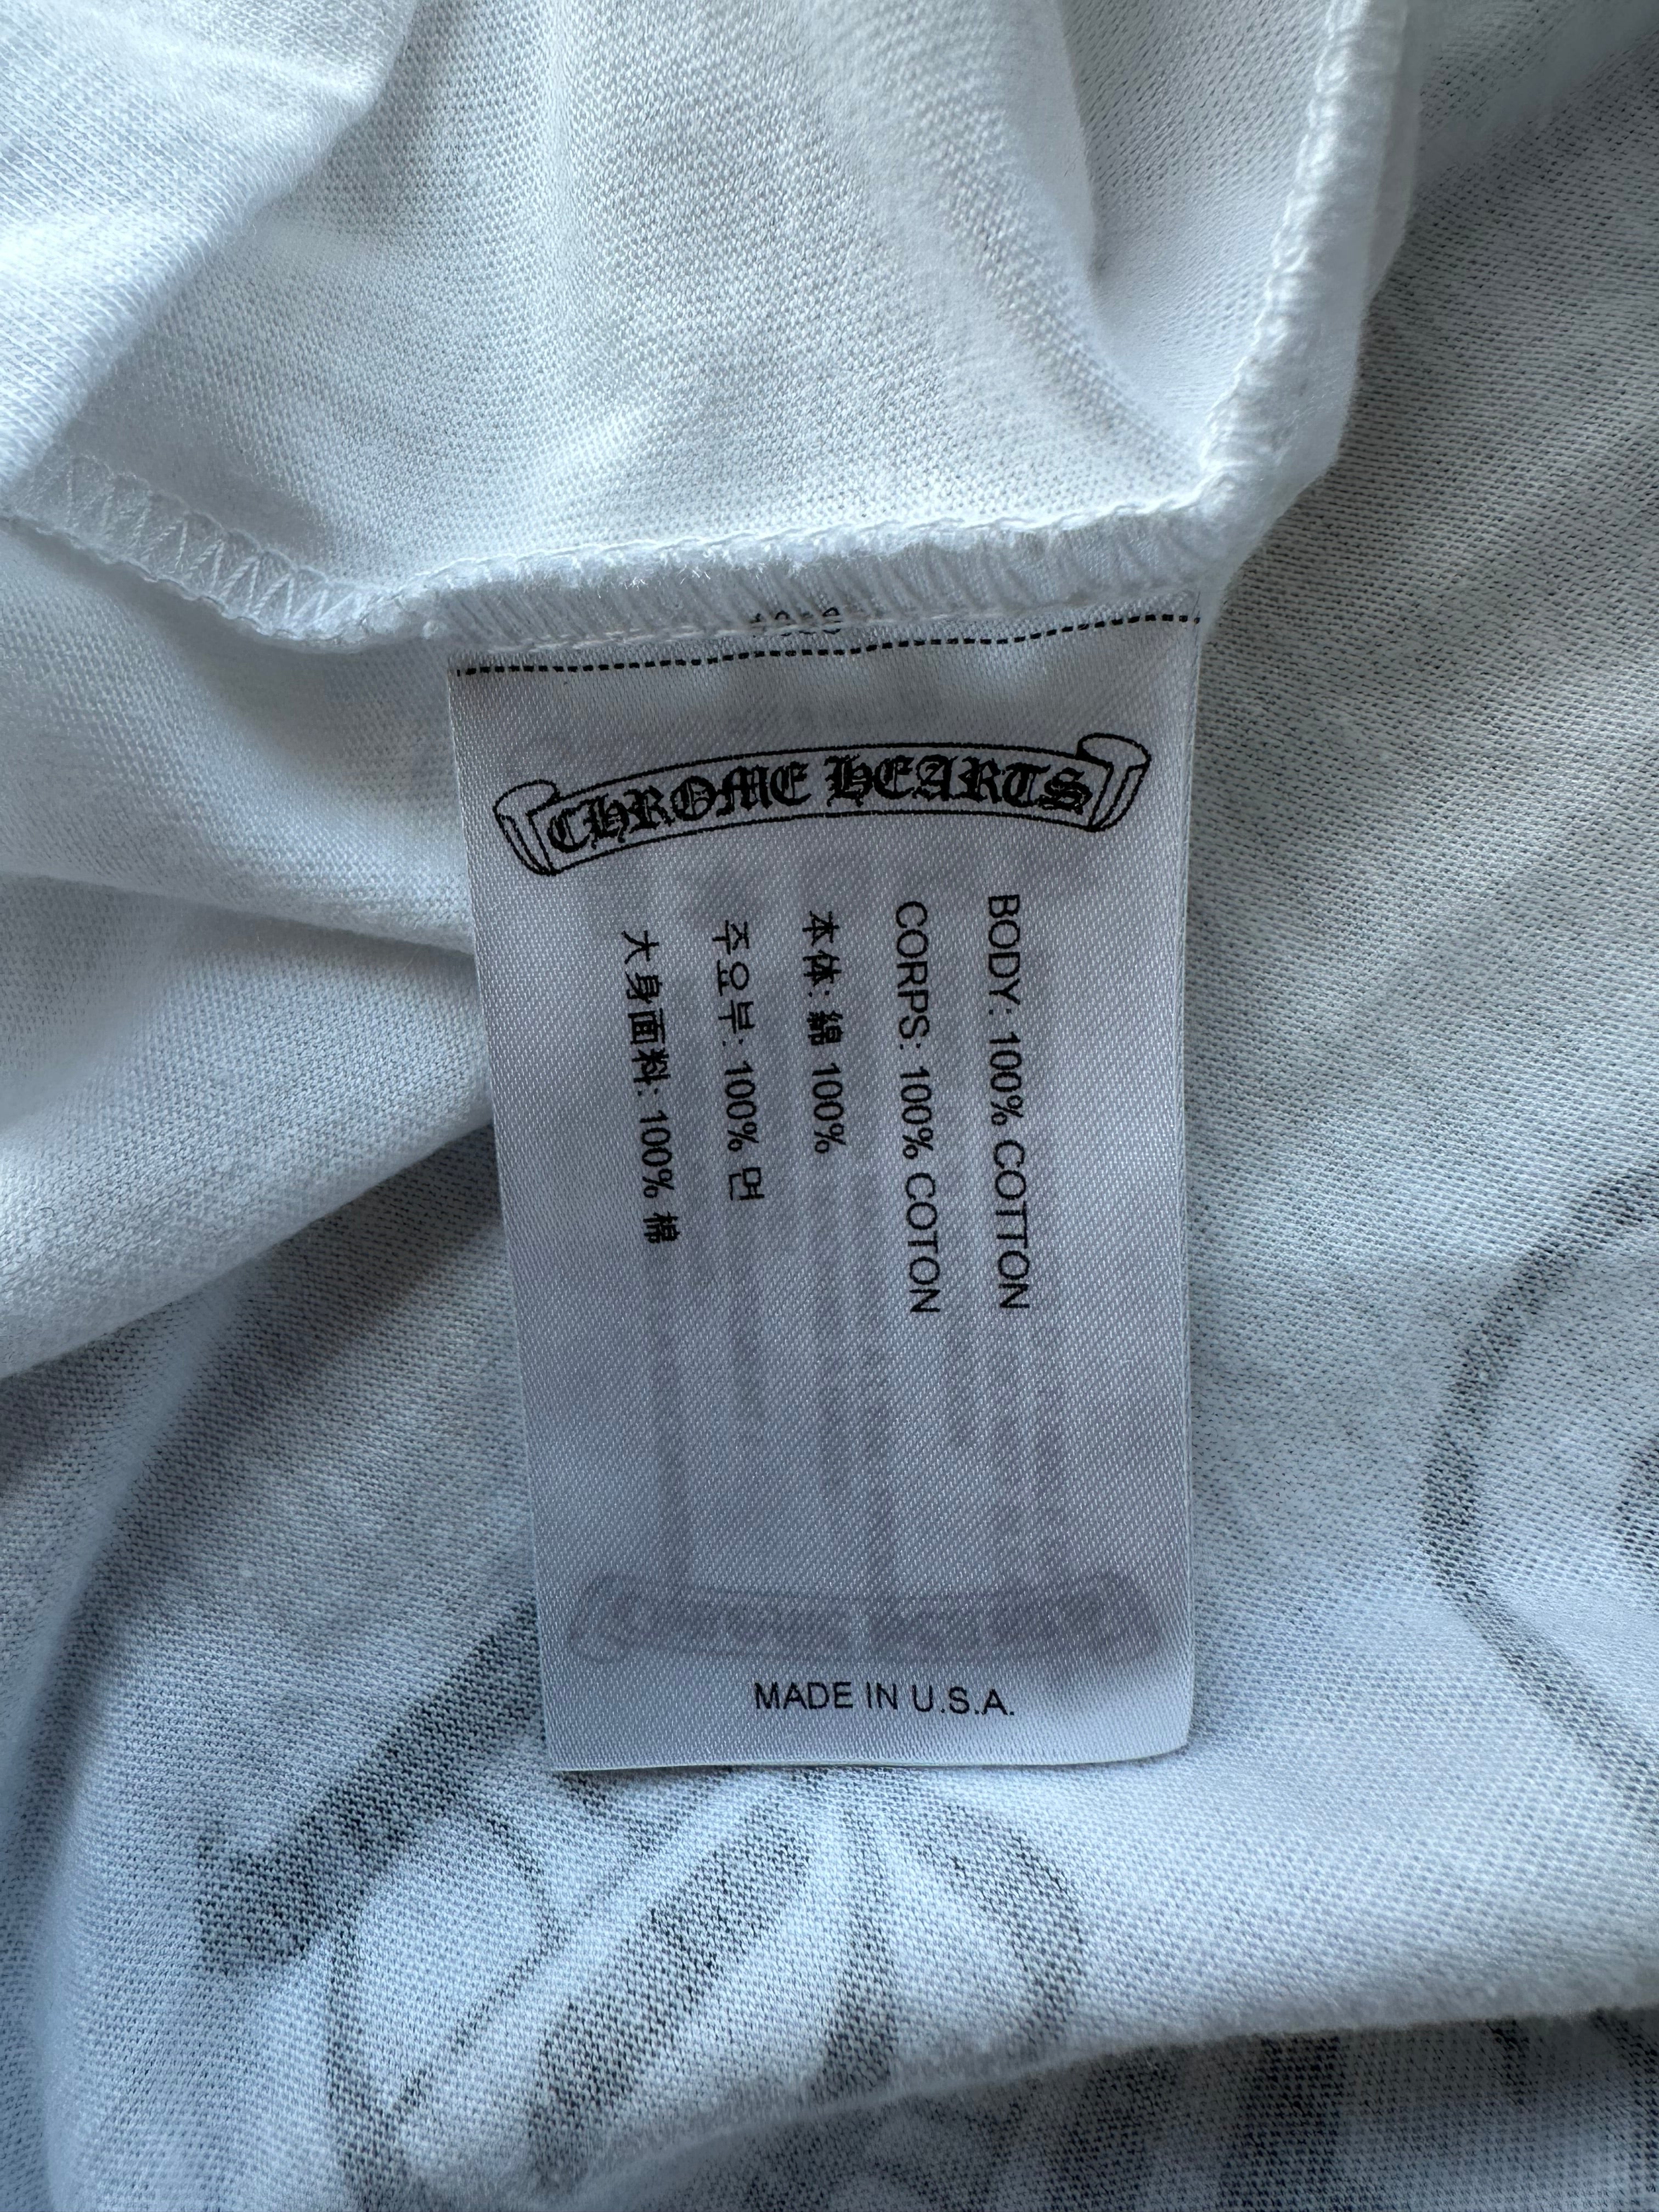 CHROME HEARTS
BODY: 100% COTTON
CORPS: 100% COTON
本体: 綿 100%
주요부: 100% 면
大身面料: 100% 棉
MADE IN U.S.A.